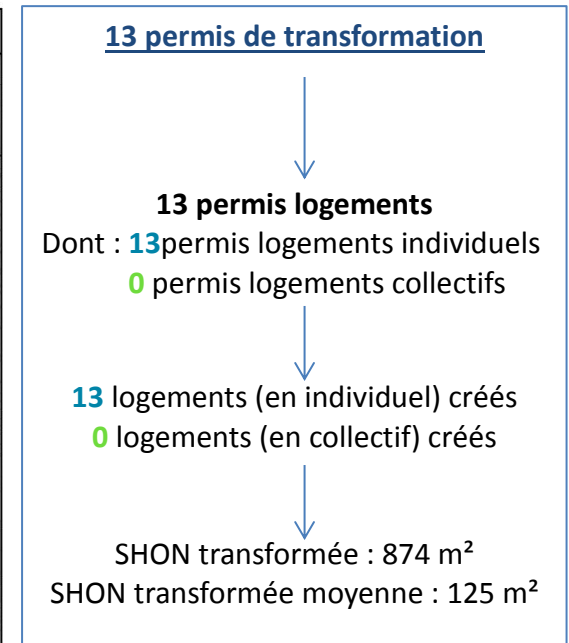 13 permis de transformation
13 permis logements
Dont : 13permis logements individuels
0 permis logements collectifs
13 logements (en individuel) créés
0 logements (en collectif) créés
SHON transformée : 874 m²
SHON transformée moyenne : 125 m²